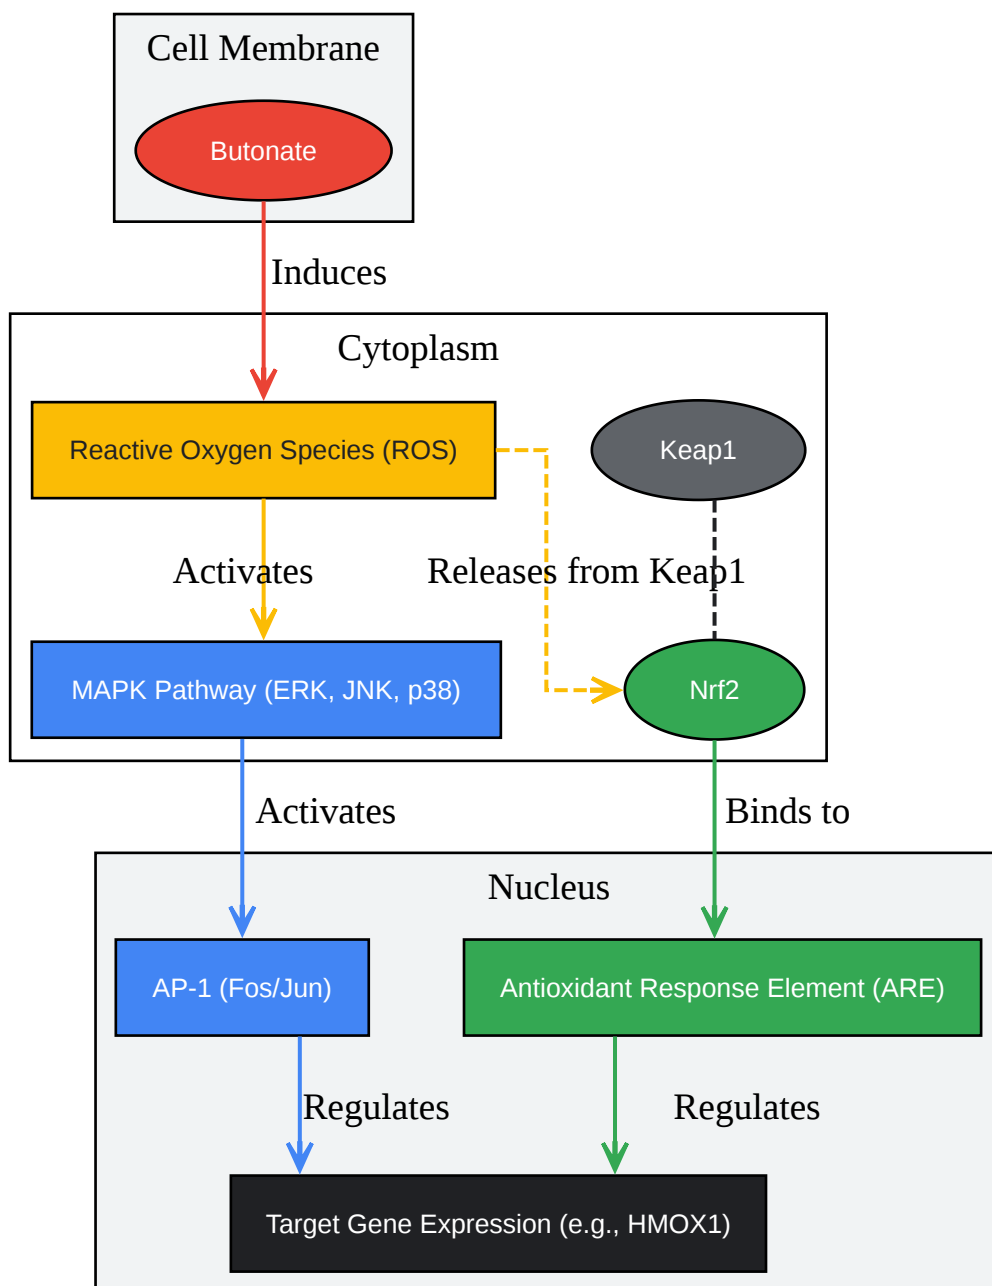 Cell Membrane
Butonate
Induces
Cytoplasm
Reactive Oxygen Species (ROS)
Keap1
Activates
Releases from Keap1
MAPK Pathway (ERK, JNK, p38)
Nrf2
Activates
Binds to
Nucleus
AP-1 (Fos/Jun)
Antioxidant Response Element (ARE)
Regulates
Regulates
Target Gene Expression (e.g., HMOX1)